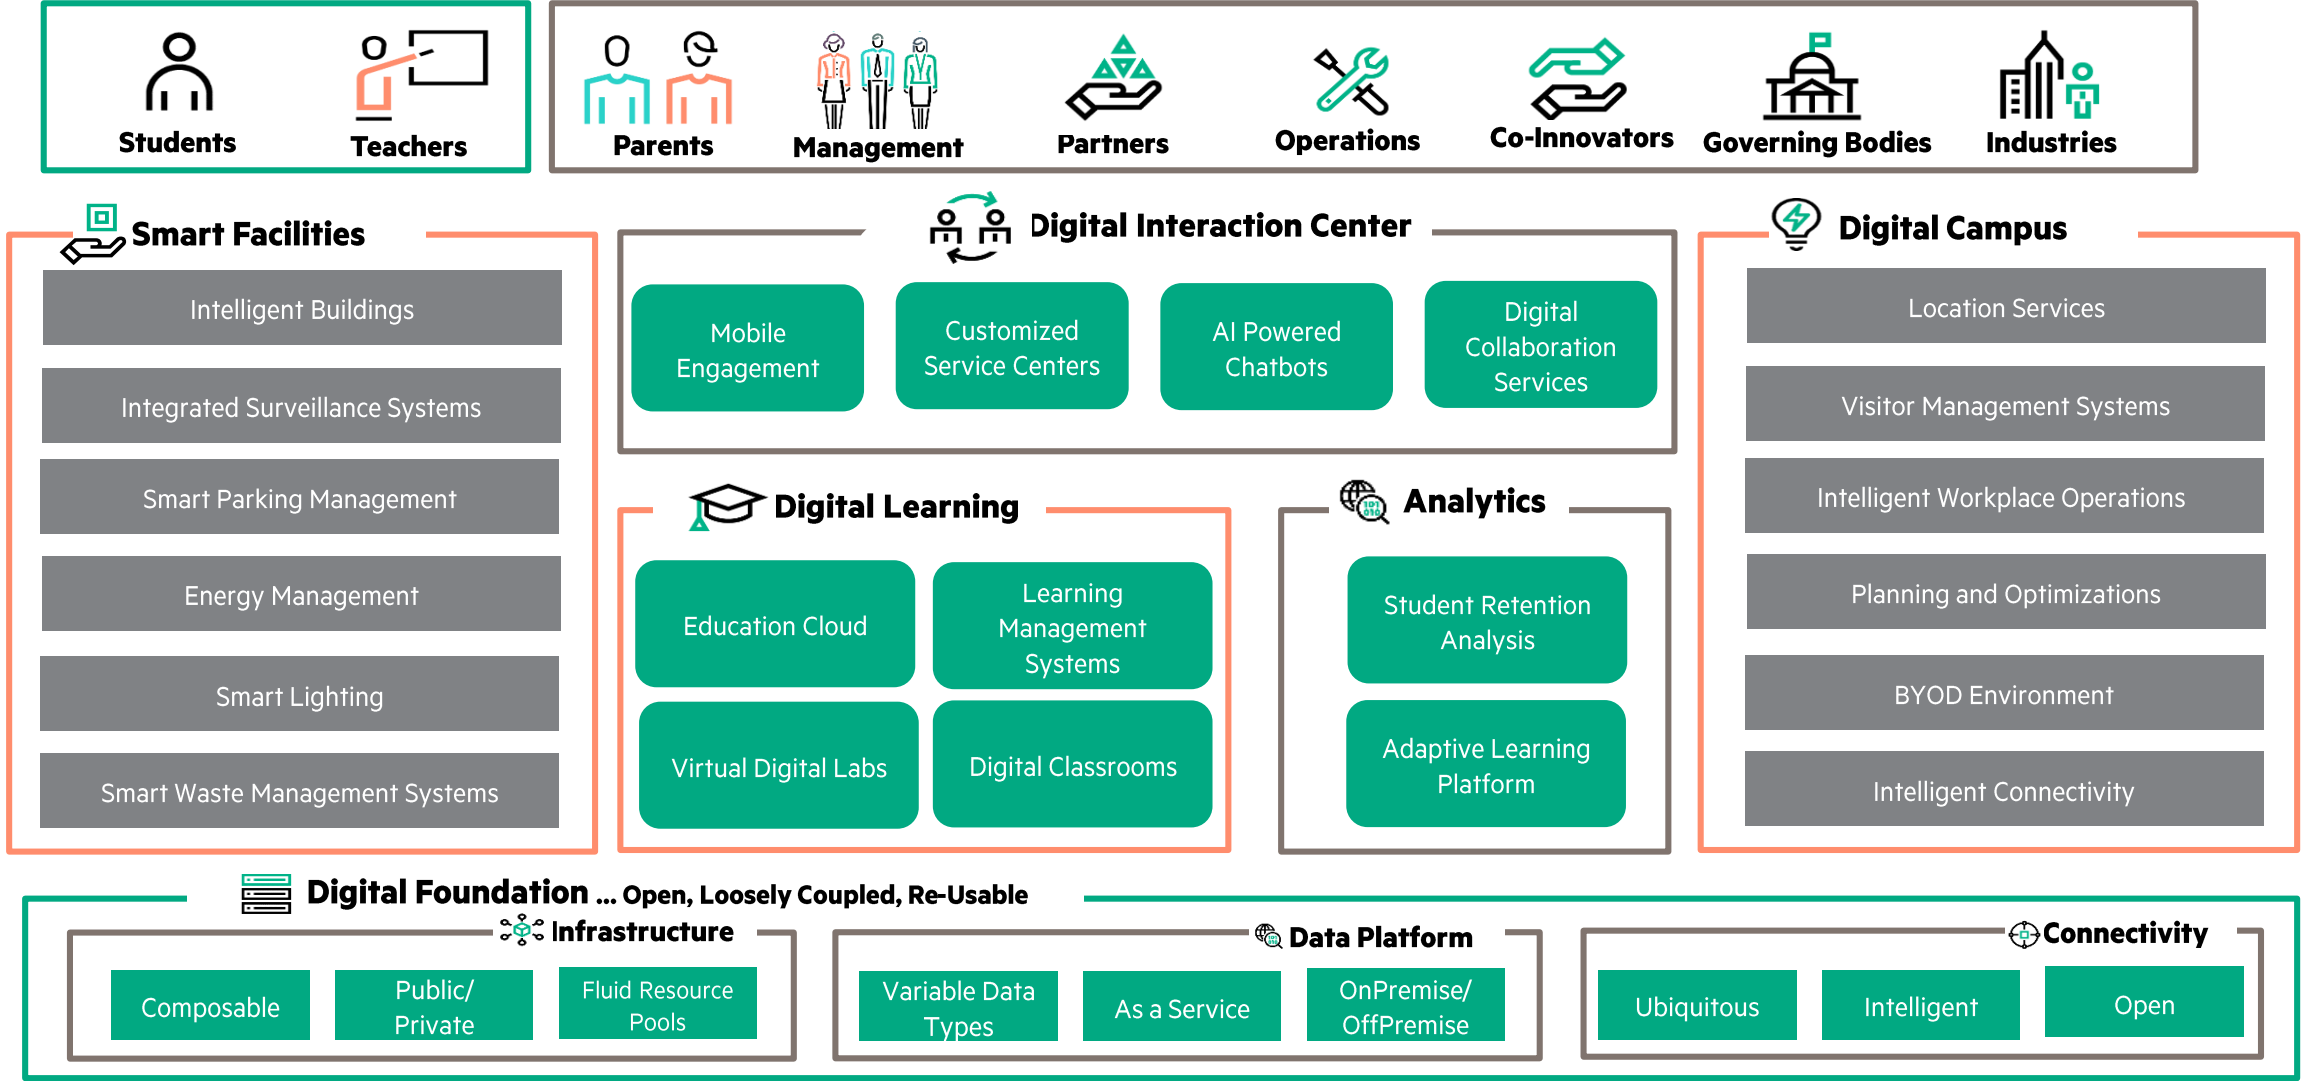 Students
Teachers
Parents
Management
Partners
Operations
Co-Innovators
Governing Bodies
Industries
Smart Facilities
Intelligent Buildings
Integrated Surveillance Systems
Smart Parking Management
Energy Management
Smart Lighting
Smart Waste Management Systems
Digital Interaction Center
Mobile
Engagement
Customized
Service Centers
AI Powered
Chatbots
Digital
Collaboration
Services
Digital Learning
Education Cloud
Learning
Management
Systems
Virtual Digital Labs
Digital Classrooms
Analytics
Student Retention
Analysis
Adaptive Learning
Platform
Digital Campus
Location Services
Visitor Management Systems
Intelligent Workplace Operations
Planning and Optimizations
BYOD Environment
Intelligent Connectivity
Digital Foundation ... Open, Loosely Coupled, Re-Usable
Infrastructure
Composable
Public/
Private
Fluid Resource
Pools
Data Platform
Variable Data
Types
As a Service
OnPremise/
OffPremise
Connectivity
Ubiquitous
Intelligent
Open